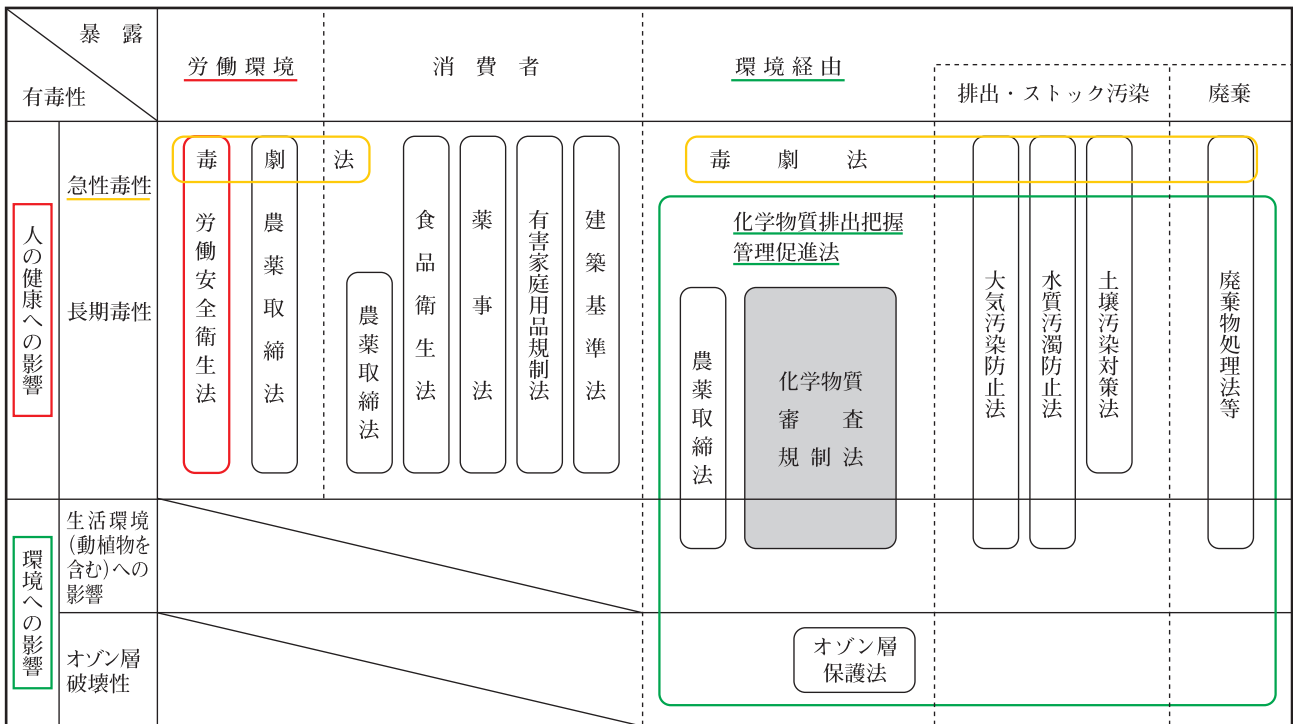 暴露
有毒性
労働環境
消費者
環境経由
排出・ストック汚染
廃棄
人の健康への影響
急性毒性
長期毒性
毒劇法
労働安全衛生法
農薬取締法
農薬取締法
食品衛生法
薬事法
有害家庭用品規制法
建築基準法
毒劇法
化学物質排出把握
管理促進法
農薬取締法
化学物質
審査
規制法
大気汚染防止法
水質汚濁防止法
土壌汚染対策法
廃棄物処理法等
環境への影響
生活環境
(動植物を
含む)への
影響
オゾン層
破壊性
オゾン層
保護法